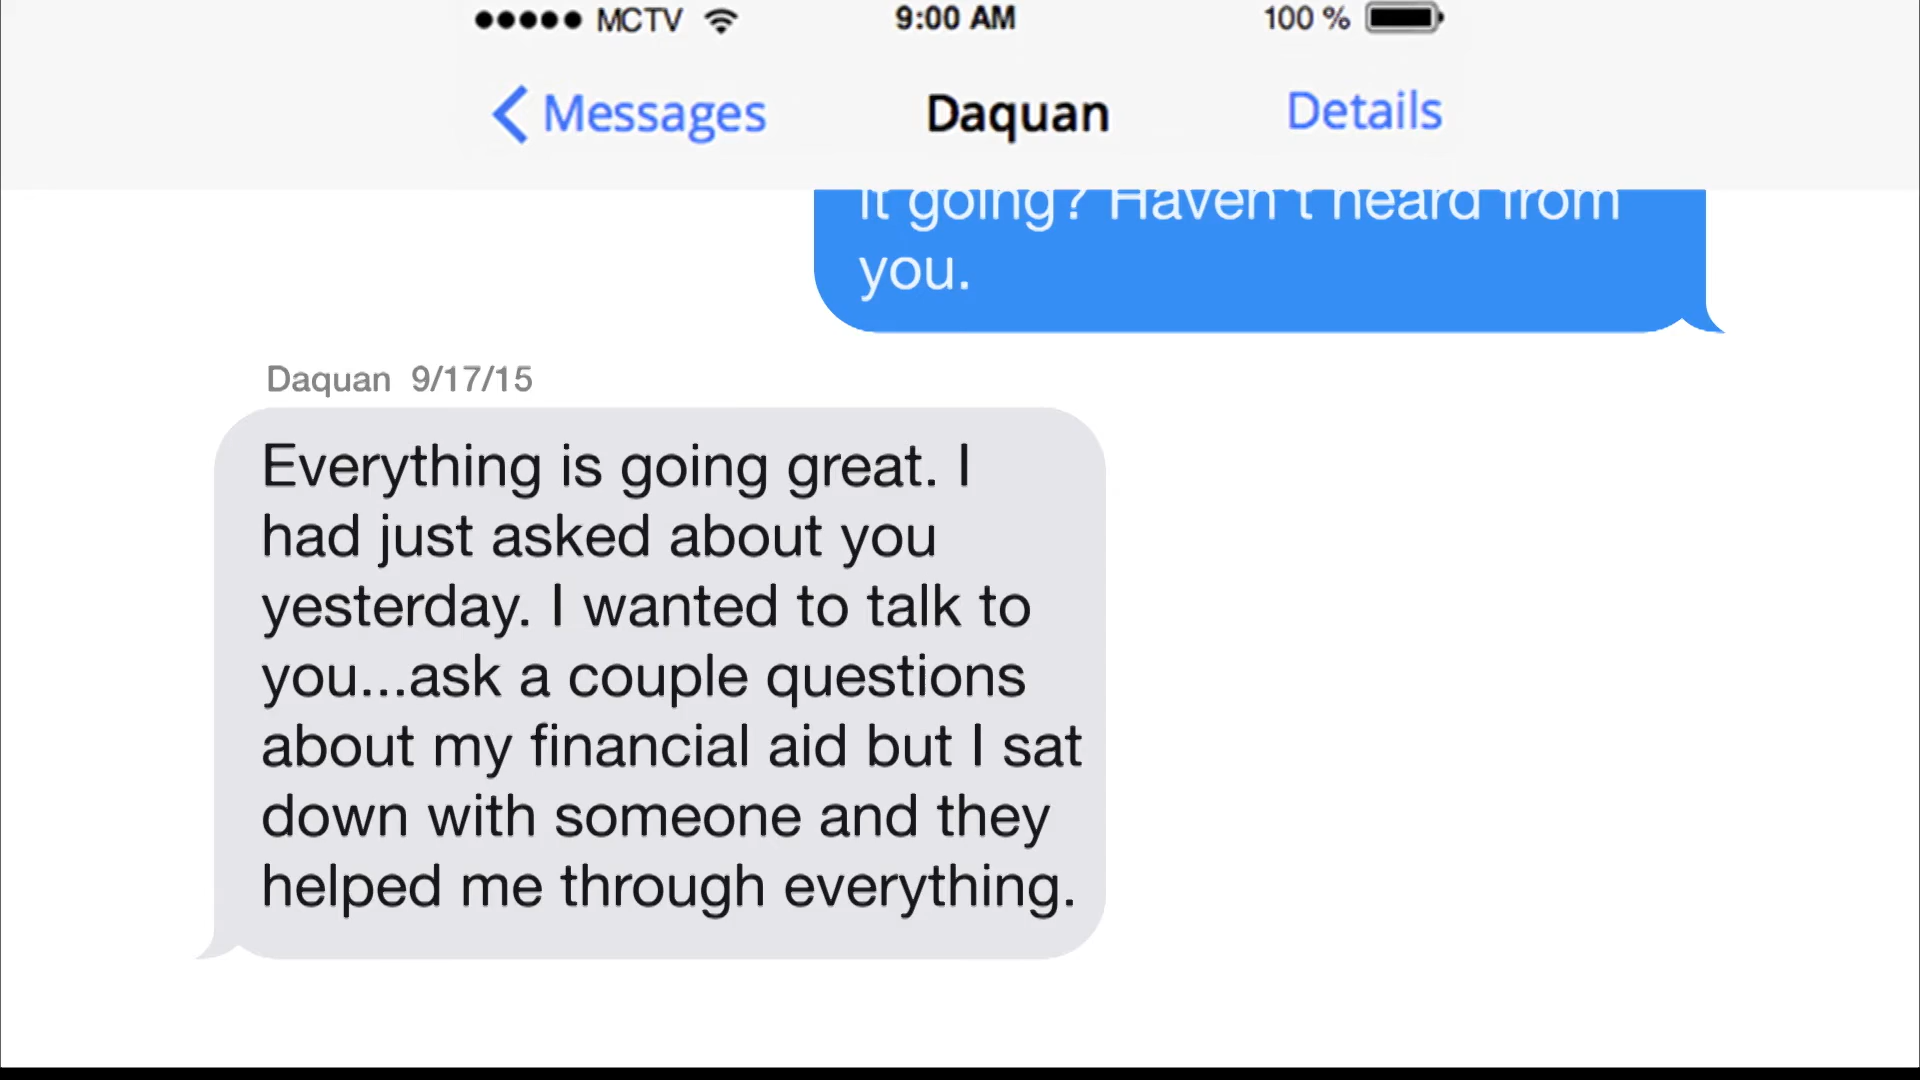 MCTV 9:00 AM 100 %
Messages Daquan Details
it going? Haven't heard from
you.
Daquan 9/17/15
Everything is going great. I
had just asked about you
yesterday. I wanted to talk to
you...ask a couple questions
about my financial aid but I sat
down with someone and they
helped me through everything.